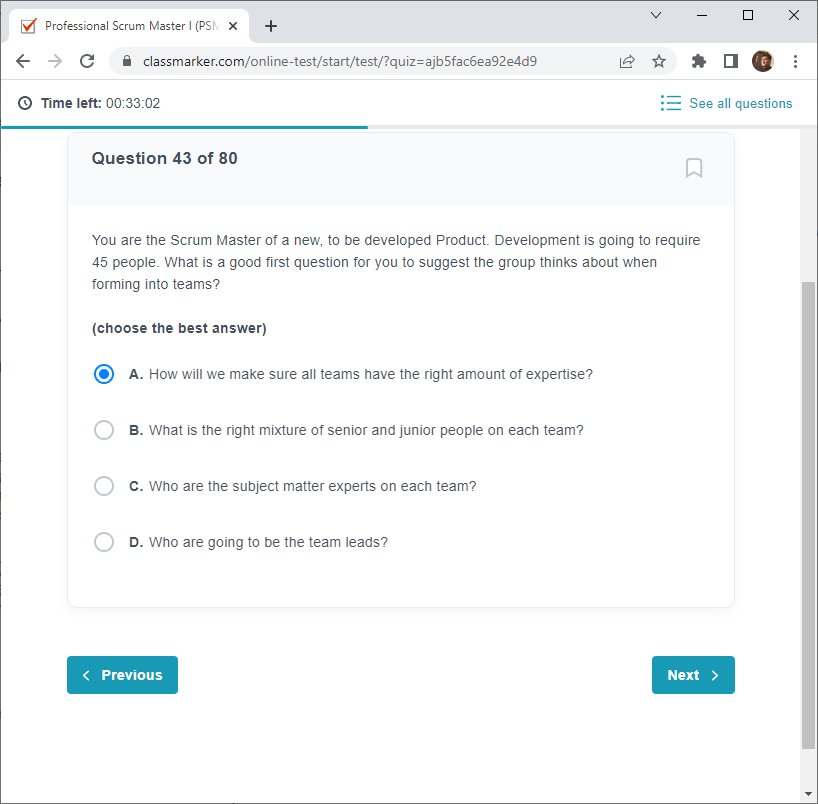 Professional Scrum Master I (PSM
classmarker.com/online-test/start/test/?quiz=ajb5fac6ea92e4d9
Time left: 00:33:02
See all questions
Question 43 of 80
You are the Scrum Master of a new, to be developed Product. Development is going to require
45 people. What is a good first question for you to suggest the group thinks about when
forming into teams?
(choose the best answer)
A. How will we make sure all teams have the right amount of expertise?
B. What is the right mixture of senior and junior people on each team?
C. Who are the subject matter experts on each team?
D. Who are going to be the team leads?
Previous
Next